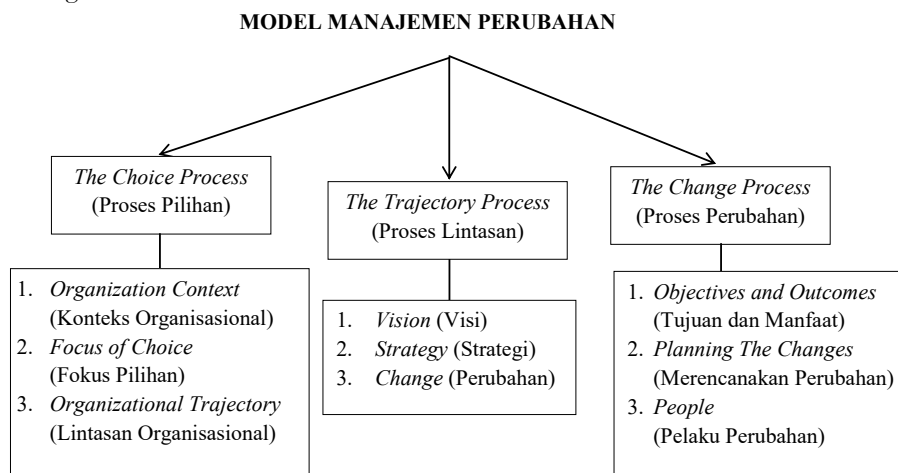 MODEL MANAJEMEN PERUBAHAN
The Choice Process
(Proses Pilihan)
The Trajectory Process
(Proses Lintasan)
The Change Process
(Proses Perubahan)
1. Organization Context
(Konteks Organisasional)
2. Focus of Choice
(Fokus Pilihan)
3. Organizational Trajectory
(Lintasan Organisasional)
1. Vision (Visi)
2. Strategy (Strategi)
3. Change (Perubahan)
1. Objectives and Outcomes
(Tujuan dan Manfaat)
2. Planning The Changes
(Merencanakan Perubahan)
3. People
(Pelaku Perubahan)